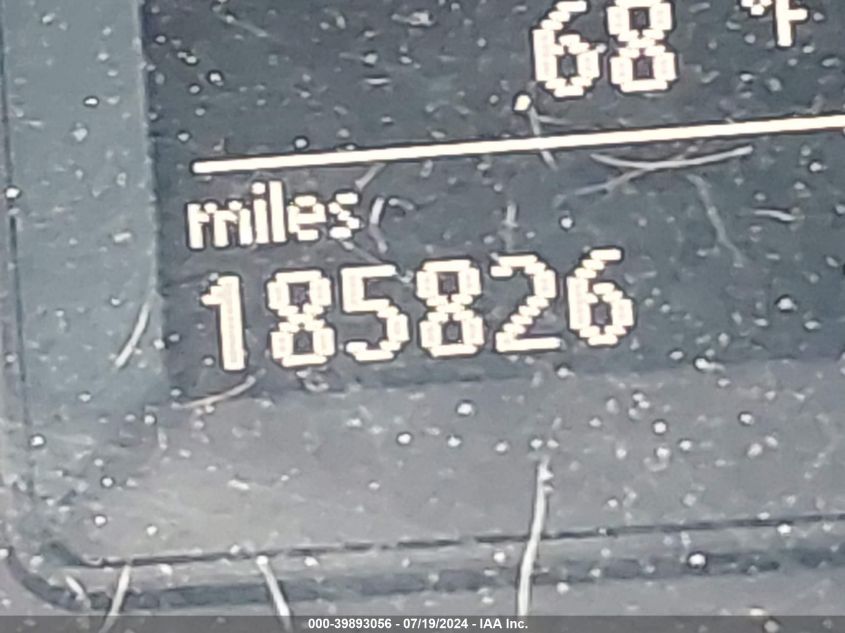 68 °F
miles
185826
000-39893056 - 07/19/2024 - IAA Inc.